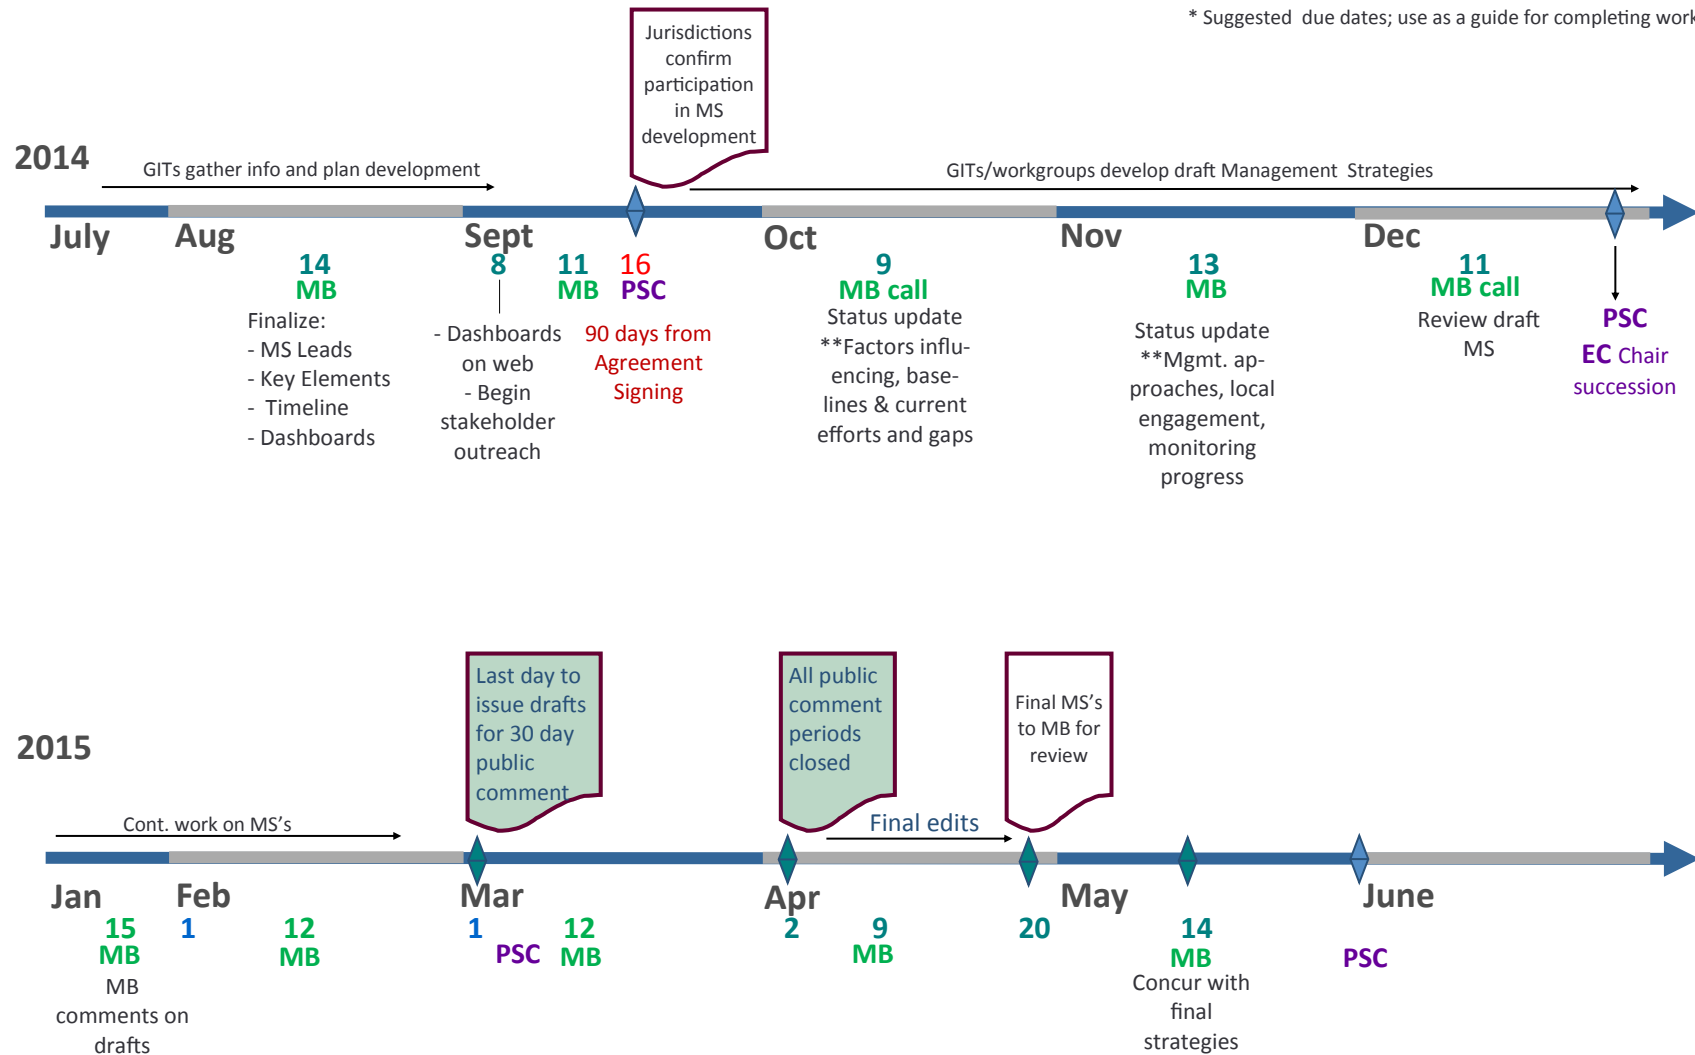 * Suggested due dates; use as a guide for completing work
Jurisdictions
confirm
participation
in MS
development
2014
GITs gather info and plan development
GITs/workgroups develop draft Management Strategies
July
Aug
Sept
Oct
Nov
Dec
14
MB
Finalize:
- MS Leads
- Key Elements
- Timeline
- Dashboards
8
- Dashboards
on web
- Begin
stakeholder
outreach
11
MB
16
PSC
90 days from
Agreement
Signing
9
MB call
Status update
**Factors influ-
encing, base-
lines & current
efforts and gaps
13
MB
Status update
**Mgmt. ap-
proaches, local
engagement,
monitoring
progress
11
MB call
Review draft
MS
PSC
EC Chair
succession
2015
Last day to
issue drafts
for 30 day
public
comment
All public
comment
periods
closed
Final MS's
to MB for
review
Cont. work on MS's
Final edits
Jan
Feb
Mar
Apr
May
June
15
MB
MB
comments on
drafts
1
12
MB
1
PSC
12
MB
2
9
MB
20
14
MB
Concur with
final
strategies
PSC